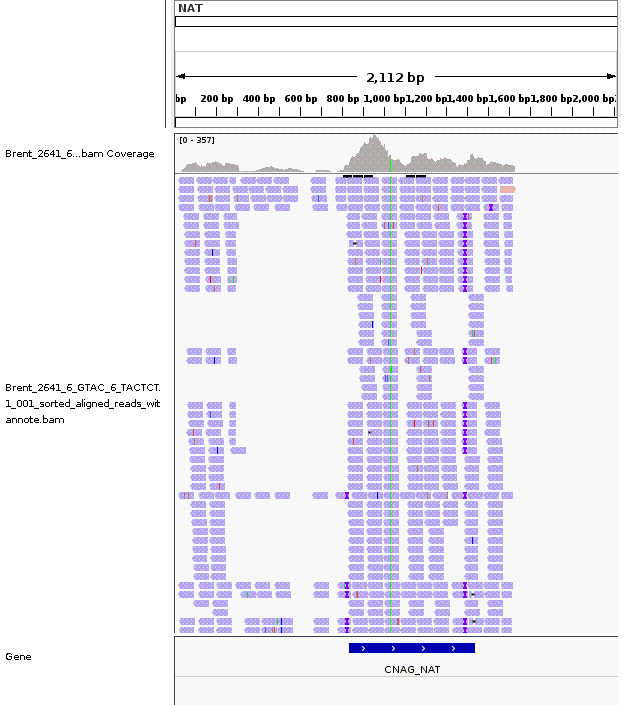 NAT
2,112 bp
bp 200 bp 400 bp 600 bp 800 bp 1,000 bp 1,200 bp 1,400 bp 1,600 bp 1,800 bp 2,000 bp 2
[0 - 357]
Brent_2641_6...bam Coverage
Brent_2641_6_GTAC_6_TACTCT.
1_001_sorted_aligned_reads_wit
annote.bam
Gene
CNAG_NAT